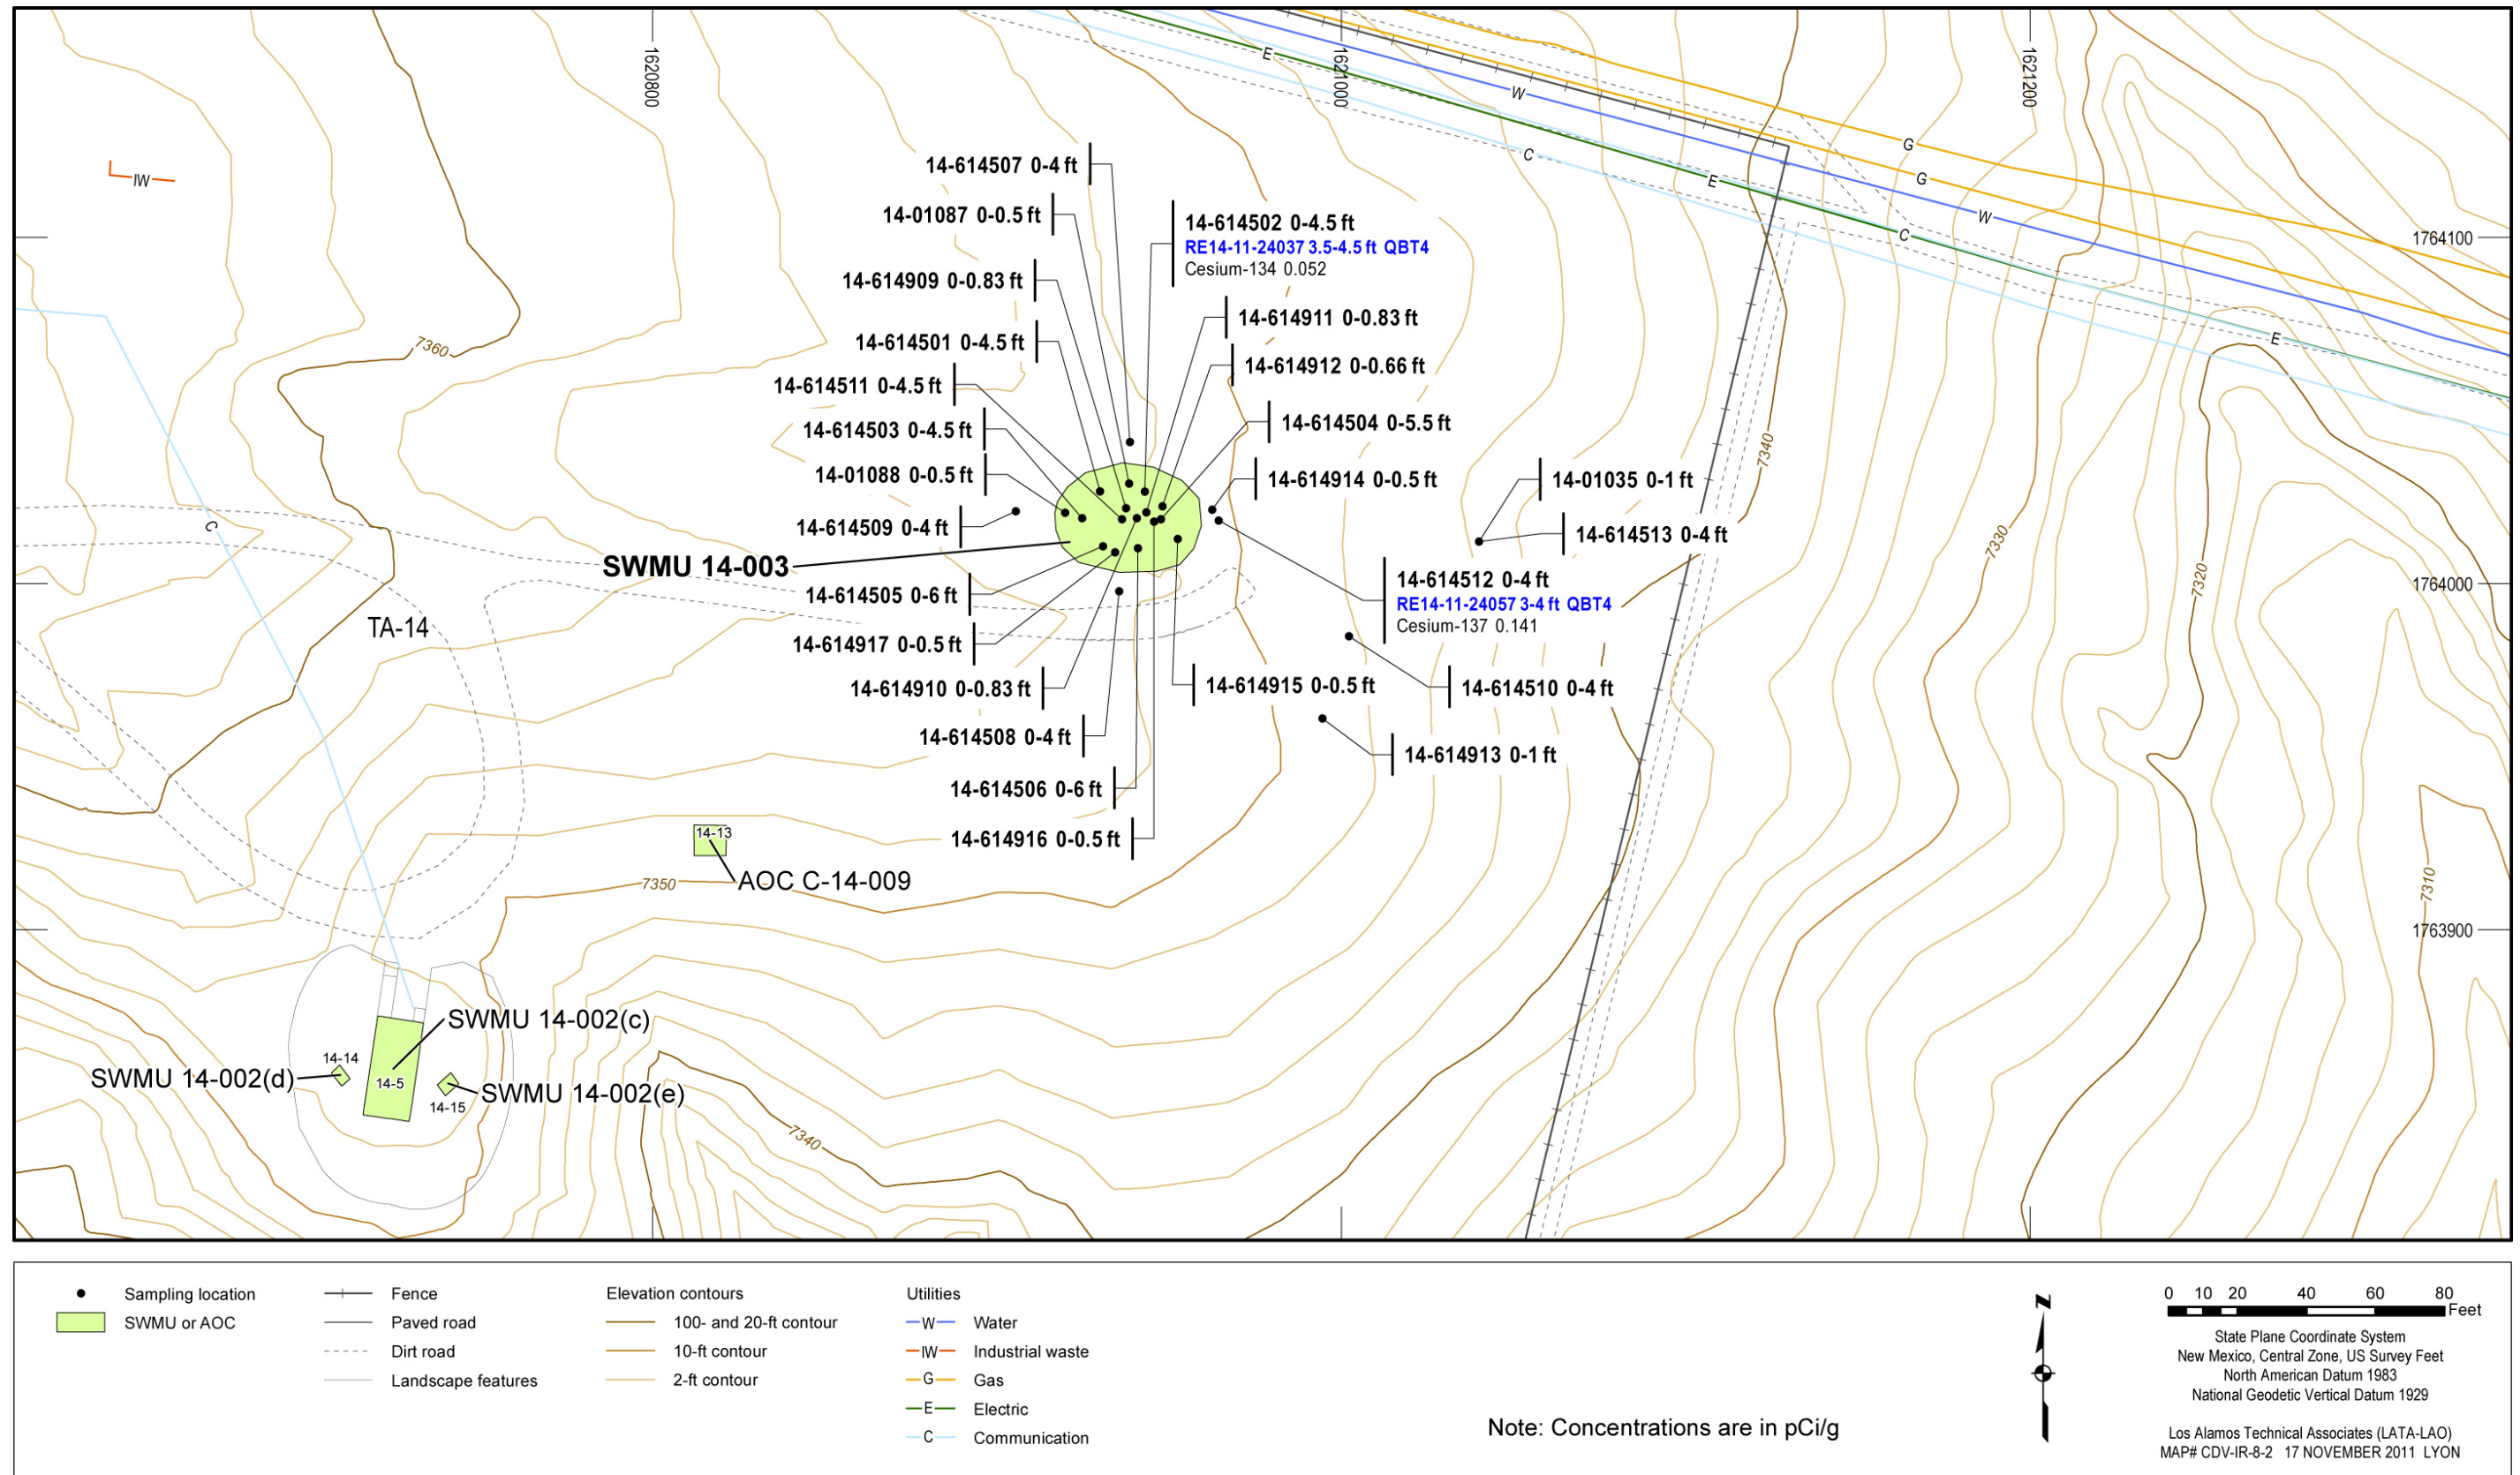 1620800
1621000
1621200
E
W
C
E
G
G
W
C
E
IW
14-614507 0-4 ft
14-01087 0-0.5 ft
14-614502 0-4.5 ft
RE14-11-24037 3.5-4.5 ft QBT4
Cesium-134 0.052
1764100
14-614909 0-0.83 ft
14-614911 0-0.83 ft
14-614501 0-4.5 ft
7360
14-614912 0-0.66 ft
14-614511 0-4.5 ft
14-614503 0-4.5 ft
14-614504 0-5.5 ft
7340
14-01088 0-0.5 ft
14-614914 0-0.5 ft
14-01035 0-1 ft
C
14-614509 0-4 ft
14-614513 0-4 ft
7330
SWMU 14-003
14-614512 0-4 ft
RE14-11-24057 3-4 ft QBT4
Cesium-137 0.141
7320
1764000
14-614505 0-6 ft
TA-14
14-614917 0-0.5 ft
14-614910 0-0.83 ft
14-614915 0-0.5 ft
14-614510 0-4 ft
14-614508 0-4 ft
14-614913 0-1 ft
14-614506 0-6 ft
14-13
14-614916 0-0.5 ft
AOC C-14-009
7350
7310
1763900
SWMU 14-002(c)
14-14
SWMU 14-002(d)
14-5
SWMU 14-002(e)
14-15
7340
Sampling location
SWMU or AOC
Fence
Paved road
Dirt road
Landscape features
Elevation contours
100- and 20-ft contour
10-ft contour
2-ft contour
Utilities
W Water
IW Industrial waste
G Gas
E Electric
C Communication
Note: Concentrations are in pCi/g
N
0 10 20 40 60 80
Feet
State Plane Coordinate System
New Mexico, Central Zone, US Survey Feet
North American Datum 1983
National Geodetic Vertical Datum 1929
Los Alamos Technical Associates (LATA-LAO)
MAP# CDV-IR-8-2 17 NOVEMBER 2011 LYON